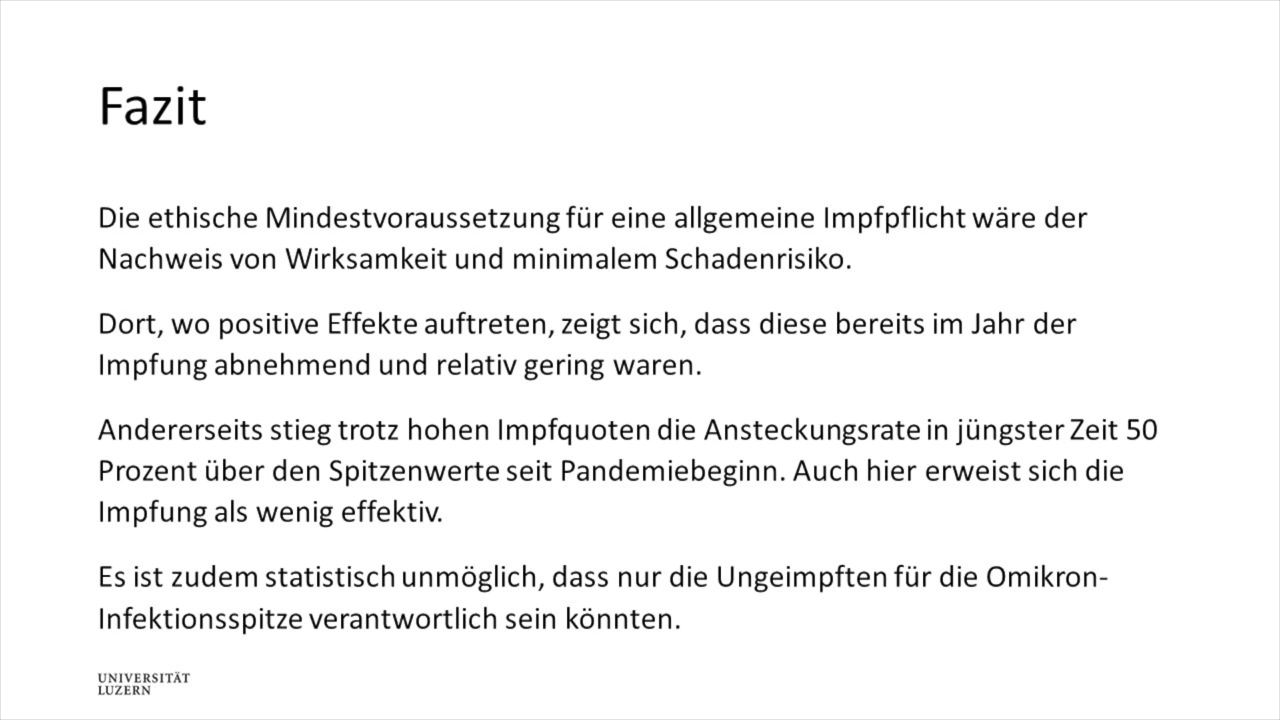 Fazit
Die ethische Mindestvoraussetzung für eine allgemeine Impfpflicht wäre der
Nachweis von Wirksamkeit und minimalem Schadenrisiko.
Dort, wo positive Effekte auftreten, zeigt sich, dass diese bereits im Jahr der
Impfung abnehmend und relativ gering waren.
Andererseits stieg trotz hohen Impfquoten die Ansteckungsrate in jüngster Zeit 50
Prozent über den Spitzenwerte seit Pandemiebeginn. Auch hier erweist sich die
Impfung als wenig effektiv.
Es ist zudem statistisch unmöglich, dass nur die Ungeimpften für die Omikron-
Infektionsspitze verantwortlich sein könnten.
UNIVERSITÄT
LUZERN